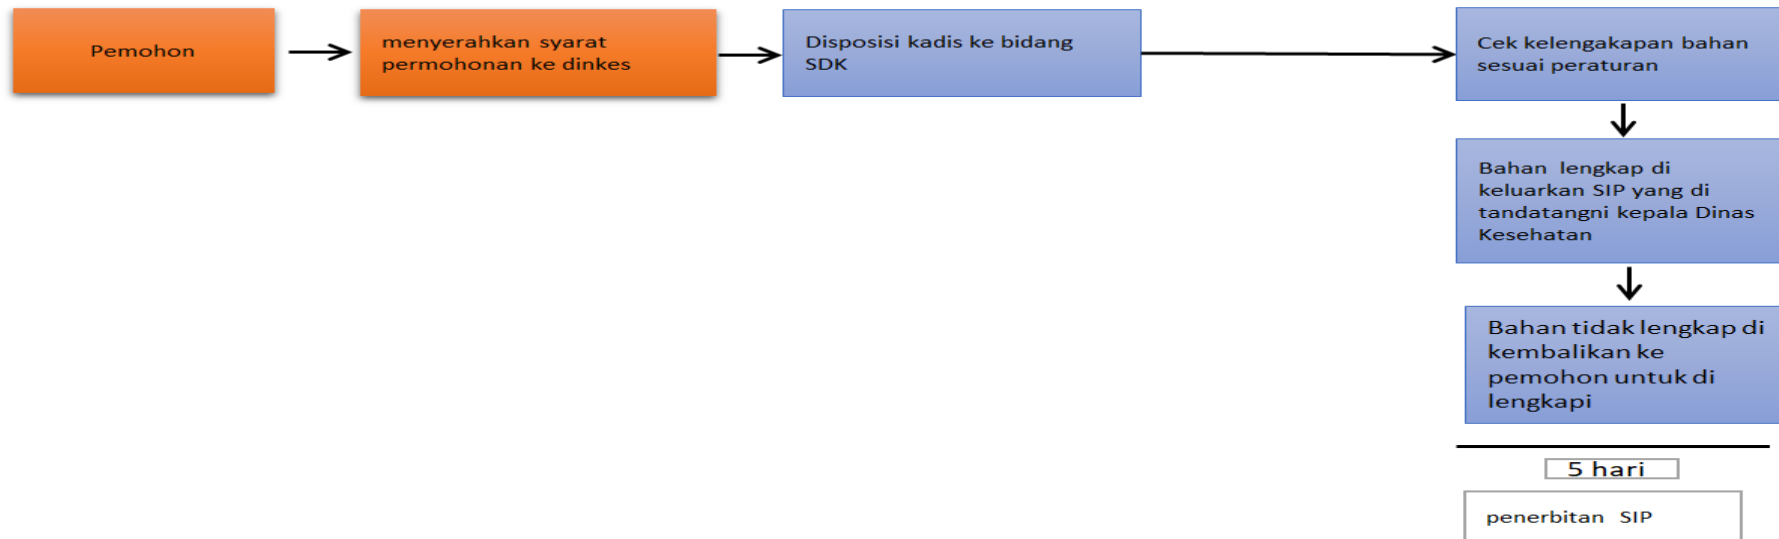 Pemohon
menyerahkan syarat
permohonan ke dinkes
Disposisi kadis ke bidang
SDK
Cek kelengakapan bahan
sesuai peraturan
Bahan lengkap di
keluarkan SIP yang di
tandatangni kepala Dinas
Kesehatan
Bahan tidak lengkap di
kembalikan ke
pemohon untuk di
lengkapi
5 hari
penerbitan SIP